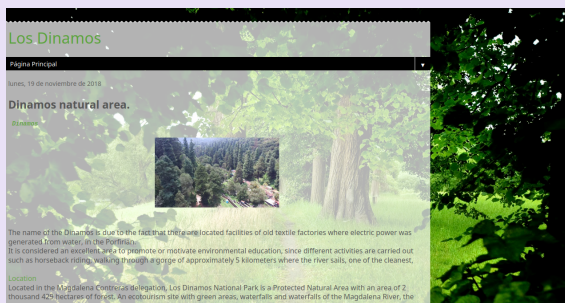 Los Dinamos
Página Principal
lunes, 19 de noviembre de 2018
Dinamos natural area.
The name of the Dinamos is due to the fact that there are located facilities of old textile factories where electric power was
generated from water, in the Porfirian.
It is considered an excellent area to promote or motivate environmental education, since different activities are carried out
such as horseback riding, walking through a gorge of approximately 5 kilometers where the river sails, one of the cleanest,
Location
Located in the Magdalena Contreras delegation, Los Dinamos National Park is a Protected Natural Area with an area of 2
thousand 429 hectares of forest. An ecotourism site with green areas, waterfalls and waterfalls of the Magdalena River, the